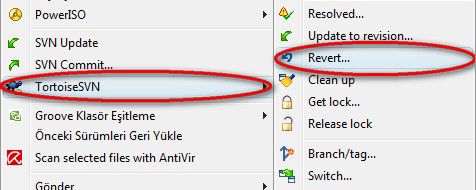 PowerISO
SVN Update
SVN Commit...
TortoiseSVN
Groove Klasör Eşitleme
Önceki Sürümleri Geri Yükle
Scan selected files with AntiVir
Gönder
Resolved...
Update to revision...
Revert...
Clean up
Get lock...
Release lock
Branch/tag...
Switch...